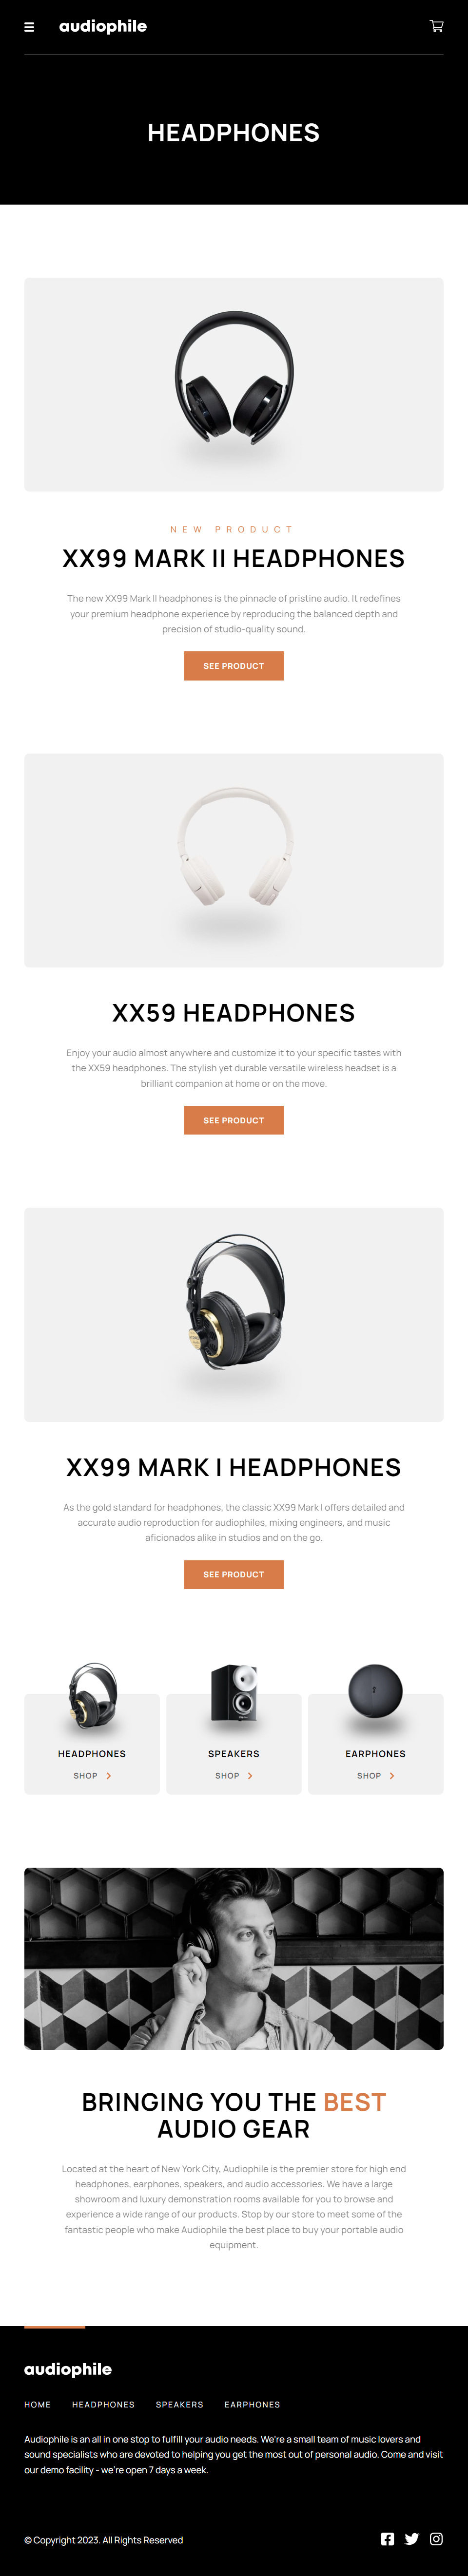 audiophile
HEADPHONES
NEW PRODUCT
XX99 MARK II HEADPHONES
The new XX99 Mark II headphones is the pinnacle of pristine audio. It redefines
your premium headphone experience by reproducing the balanced depth and
precision of studio-quality sound.
SEE PRODUCT
XX59 HEADPHONES
Enjoy your audio almost anywhere and customize it to your specific tastes with
the XX59 headphones. The stylish yet durable versatile wireless headset is a
brilliant companion at home or on the move.
SEE PRODUCT
XX99 MARK I HEADPHONES
As the gold standard for headphones, the classic XX99 Mark I offers detailed and
accurate audio reproduction for audiophiles, mixing engineers, and music
aficionados alike in studios and on the go.
SEE PRODUCT
HEADPHONES
SHOP
SPEAKERS
SHOP
EARPHONES
SHOP
BRINGING YOU THE BEST
AUDIO GEAR
Located at the heart of New York City, Audiophile is the premier store for high end
headphones, earphones, speakers, and audio accessories. We have a large
showroom and luxury demonstration rooms available for you to browse and
experience a wide range of our products. Stop by our store to meet some of the
fantastic people who make Audiophile the best place to buy your portable audio
equipment.
audiophile
HOME HEADPHONES SPEAKERS EARPHONES
Audiophile is an all in one stop to fulfill your audio needs. We're a small team of music lovers and
sound specialists who are devoted to helping you get the most out of personal audio. Come and visit
our demo facility - we're open 7 days a week.
© Copyright 2023. All Rights Reserved